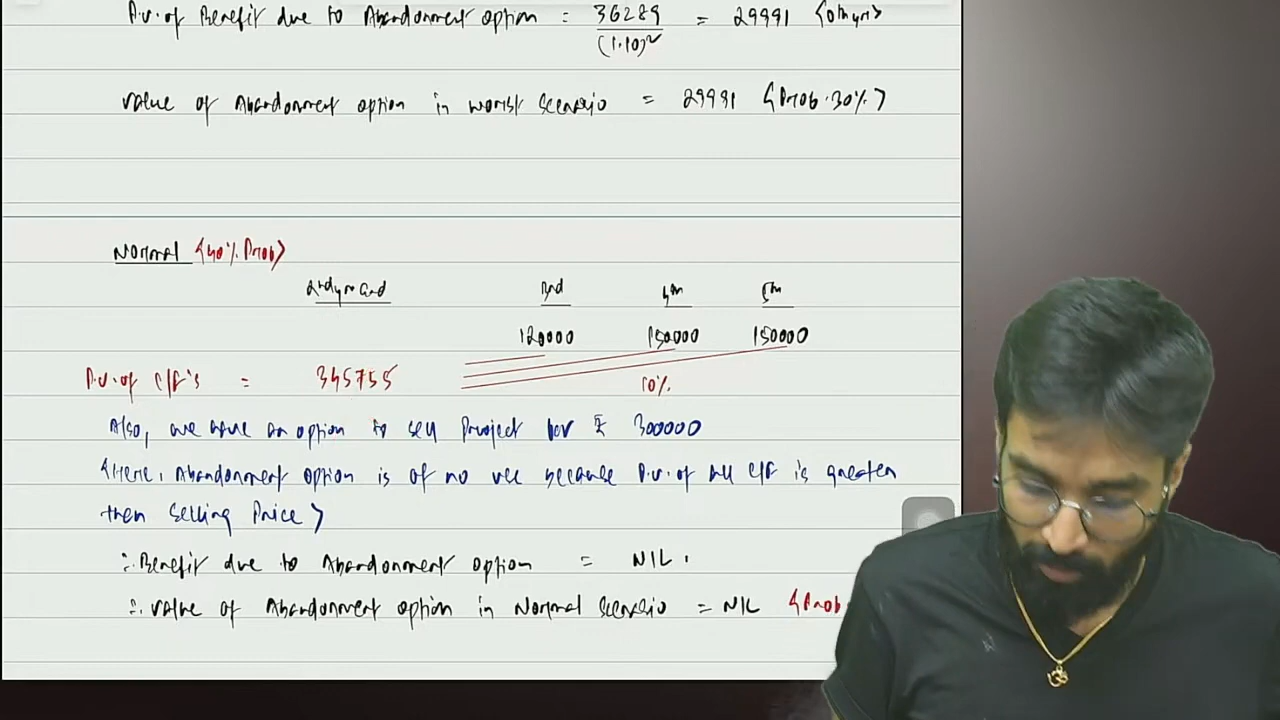 P.V. of Benefit due to Abandonment option = 36289 / (1.10)² = 29991 {0th yr}
Value of Abandonment option in worst Scenario = 29991 {Prob. 30%}
Normal {40% Prob}
2nd yr end 3rd 4th 5th
120000 150000 150000
P.V. of C/F's = 345755 10%
Also, we have an option to sell Project for ₹ 300000
{Here, Abandonment option is of no use because P.V. of all C/F is greater
then Selling Price}
∴ Benefit due to Abandonment option = NIL.
∴ Value of Abandonment option in Normal Scenario = NIL {Prob